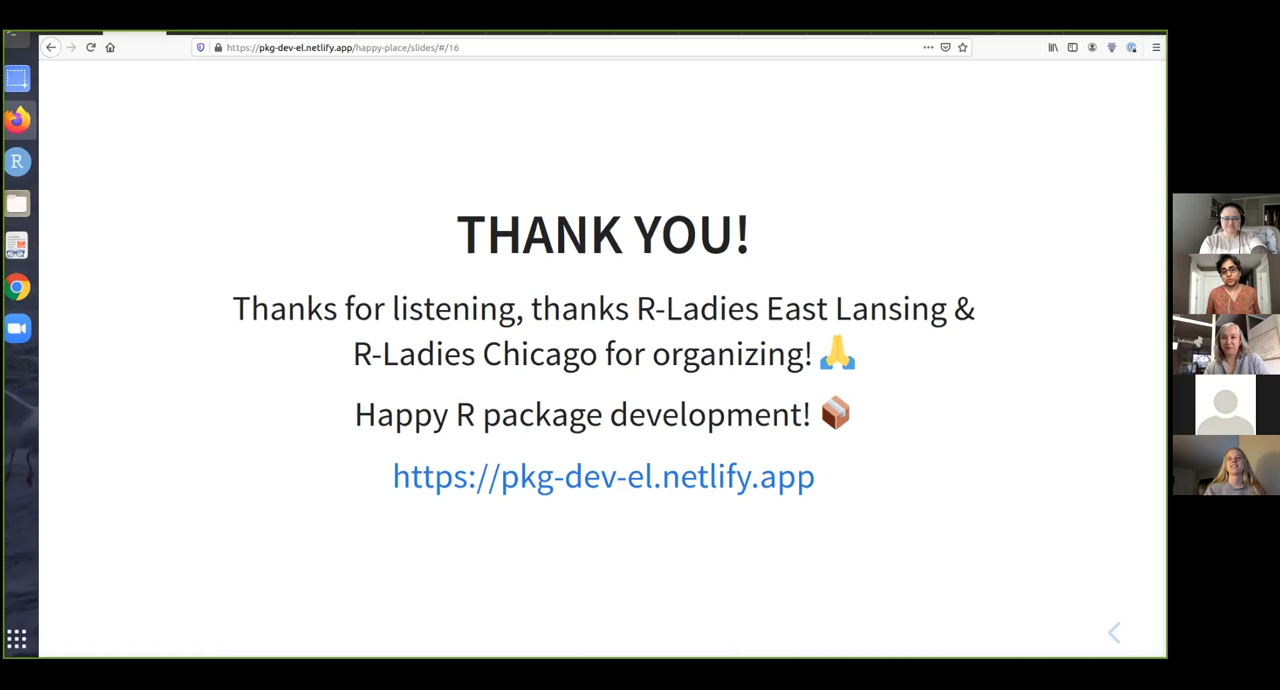 https://pkg-dev-el.netlify.app/happy-place/slides/#/16
R
THANK YOU!
Thanks for listening, thanks R-Ladies East Lansing &
R-Ladies Chicago for organizing! 🙏
Happy R package development! 📦
https://pkg-dev-el.netlify.app